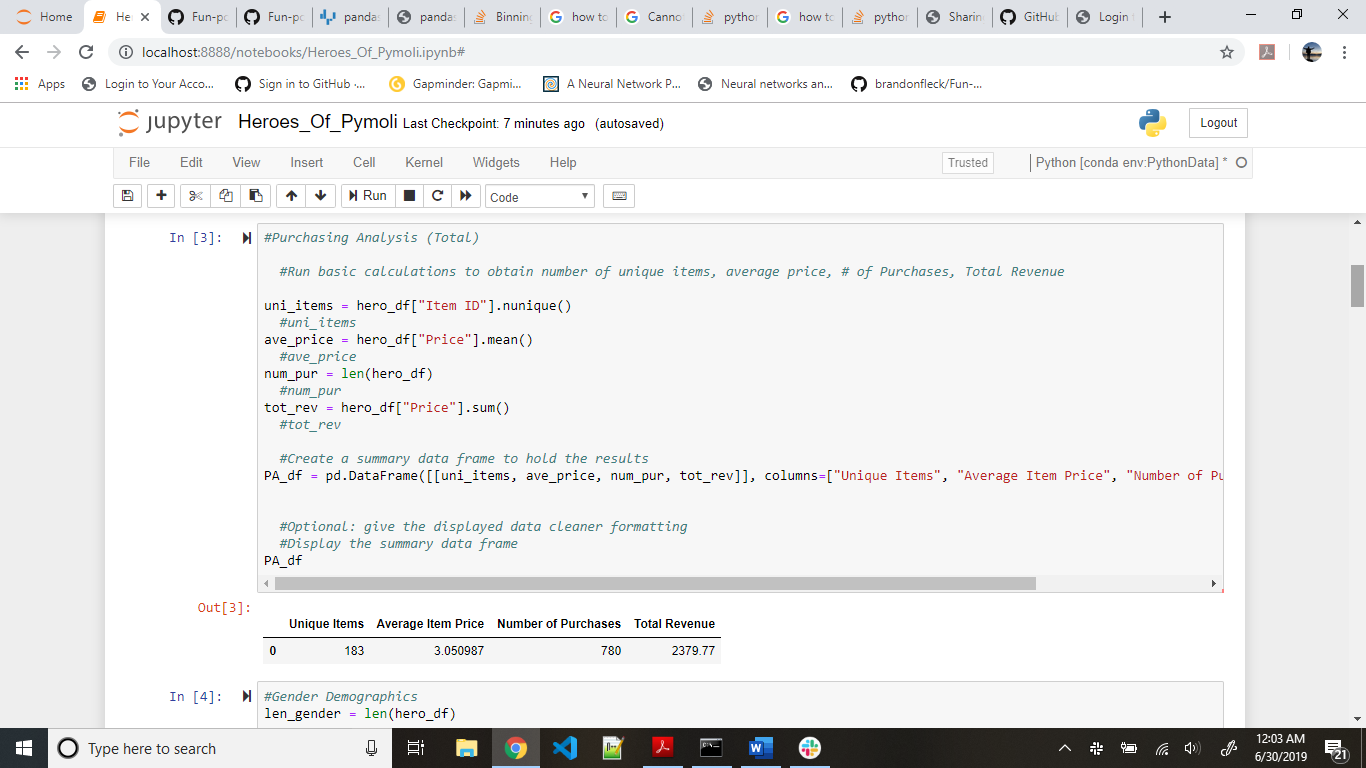 Home
Her
Fun-po
Fun-po
pandas
pandas
Binning
how to
Canno
python
how to
python
Sharin
GitHub
Login
localhost:8888/notebooks/Heroes_Of_Pymoli.ipynb#
Apps
Login to Your Acco...
Sign in to GitHub ·...
Gapminder: Gapmi...
A Neural Network P...
Neural networks an...
brandonfleck/Fun-...
jupyter Heroes_Of_Pymoli Last Checkpoint: 7 minutes ago (autosaved)
Logout
File Edit View Insert Cell Kernel Widgets Help
Trusted
Python [conda env:PythonData] *
Run
Code
In [3]:
#Purchasing Analysis (Total)
#Run basic calculations to obtain number of unique items, average price, # of Purchases, Total Revenue
uni_items = hero_df["Item ID"].nunique()
#uni_items
ave_price = hero_df["Price"].mean()
#ave_price
num_pur = len(hero_df)
#num_pur
tot_rev = hero_df["Price"].sum()
#tot_rev
#Create a summary data frame to hold the results
PA_df = pd.DataFrame([[uni_items, ave_price, num_pur, tot_rev]], columns=["Unique Items", "Average Item Price", "Number of Pu
#Optional: give the displayed data cleaner formatting
#Display the summary data frame
PA_df
Out[3]:
Unique Items Average Item Price Number of Purchases Total Revenue
0 183 3.050987 780 2379.77
In [4]:
#Gender Demographics
len_gender = len(hero_df)
Type here to search
12:03 AM
6/30/2019
21